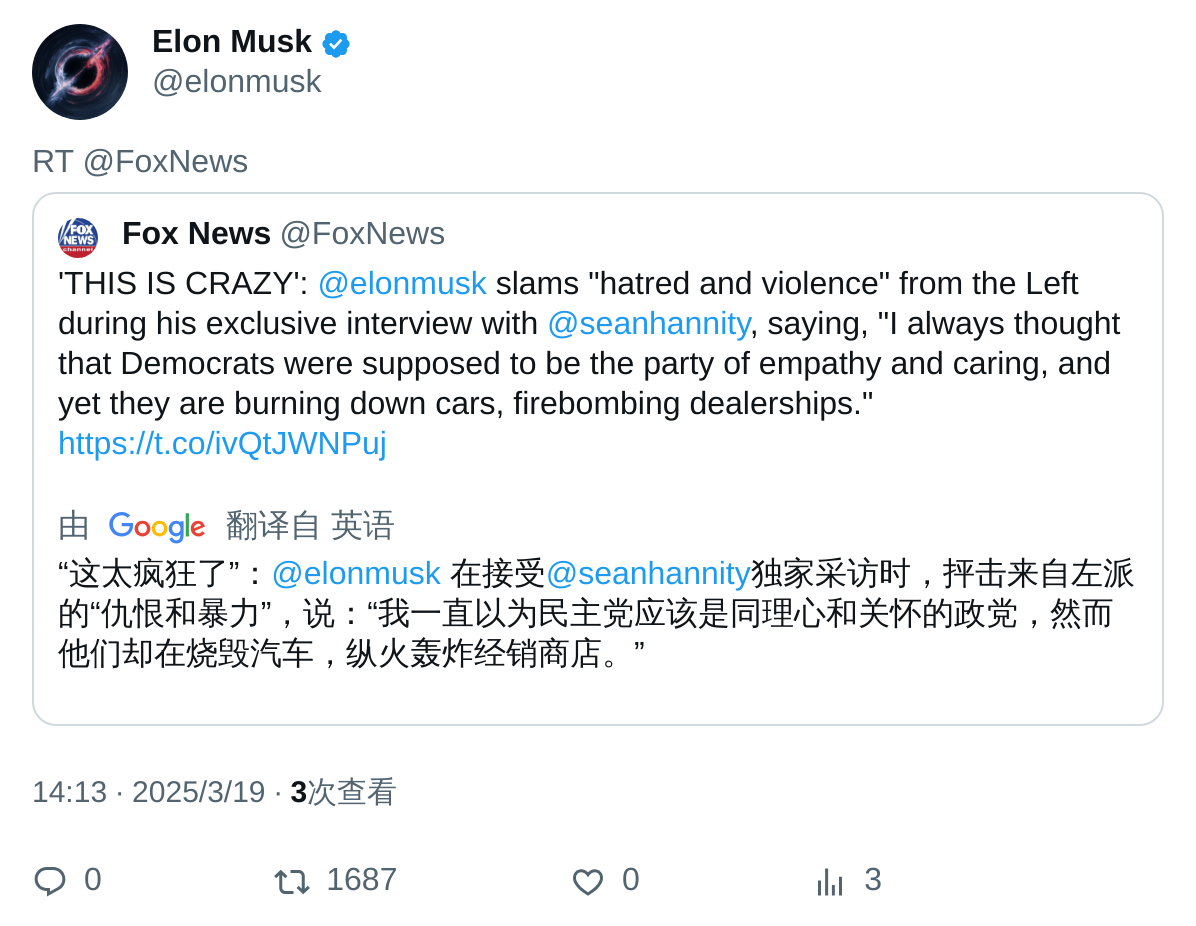 Elon Musk
@elonmusk
RT @FoxNews
FOX
NEWS
channel
Fox News @FoxNews
'THIS IS CRAZY': @elonmusk slams "hatred and violence" from the Left
during his exclusive interview with @seanhannity, saying, "I always thought
that Democrats were supposed to be the party of empathy and caring, and
yet they are burning down cars, firebombing dealerships."
https://t.co/ivQtJWNPuj
由 Google 翻译自 英语
“这太疯狂了”：@elonmusk 在接受@seanhannity独家采访时，抨击来自左派
的“仇恨和暴力”，说：“我一直以为民主党应该是同理心和关怀的政党，然而
他们却在烧毁汽车，纵火轰炸经销商店。”
14:13 · 2025/3/19 · 3次查看
0 1687 0 3